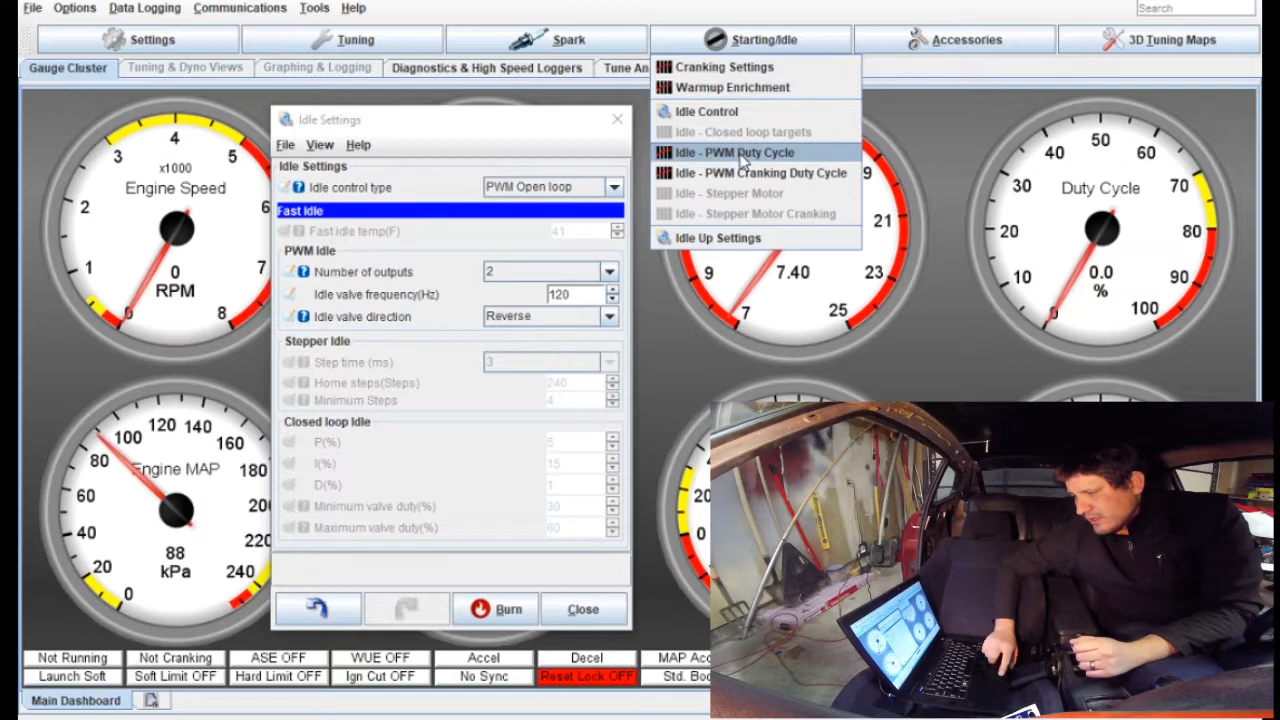 File Options Data Logging Communications Tools Help Search
Settings Tuning Spark Starting/Idle Accessories 3D Tuning Maps
Gauge Cluster Tuning & Dyno Views Graphing & Logging Diagnostics & High Speed Loggers Tune An
Cranking Settings
Warmup Enrichment
Idle Control
Idle - Closed loop targets
Idle - PWM Duty Cycle
Idle - PWM Cranking Duty Cycle
Idle - Stepper Motor
Idle - Stepper Motor Cranking
Idle Up Settings
Idle Settings
File View Help
Idle Settings
Idle control type PWM Open loop
Fast Idle
Fast idle temp(F) 41
PWM Idle
Number of outputs 2
Idle valve frequency(Hz) 120
Idle valve direction Reverse
Stepper Idle
Step time (ms) 3
Home steps(Steps) 240
Minimum Steps 4
Closed loop Idle
P(%) 5
I(%) 15
D(%) 1
Minimum valve duty(%) 30
Maximum valve duty(%) 60
Burn Close
0 1 2 3 4 5 6 7 8
x1000
Engine Speed
0
RPM
7 9 9 21 23 25
7.40
0 10 20 30 40 50 60 70 80 90 100
Duty Cycle
0.0
%
0 20 40 60 80 100 120 140 160 180 200 220 240
Engine MAP
88
kPa
20
0
Not Running Not Cranking ASE OFF WUE OFF Accel Decel MAP Acc
Launch Soft Soft Limit OFF Hard Limit OFF Ign Cut OFF No Sync Reset Lock OFF Std. Bo
Main Dashboard